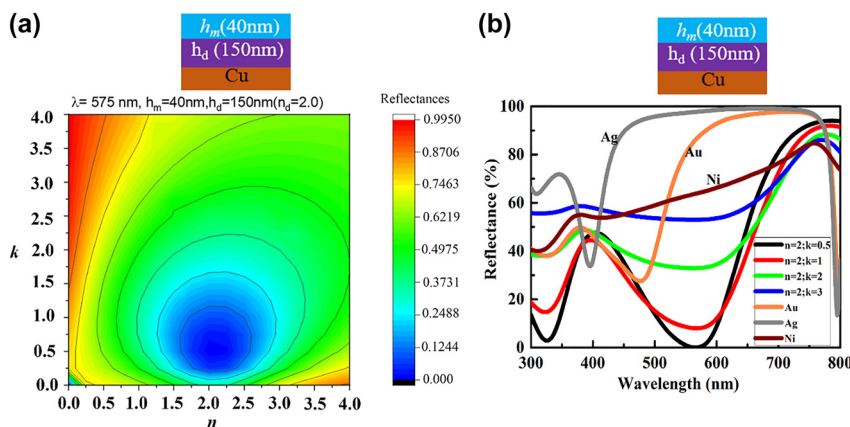 (a)
hm(40nm)
hd (150nm)
Cu
λ= 575 nm, hm=40nm,hd=150nm(nd=2.0)
Reflectances
4.0
3.5
3.0
2.5
2.0
1.5
1.0
0.5
0.0
k
0.0 0.5 1.0 1.5 2.0 2.5 3.0 3.5 4.0
n
0.9950
0.8706
0.7463
0.6219
0.4975
0.3731
0.2488
0.1244
0.000
(b)
hm(40nm)
hd (150nm)
Cu
100
80
60
40
20
0
Reflectance (%)
Ag
Au
Ni
n=2;k=0.5
n=2;k=1
n=2;k=2
n=2;k=3
Au
Ag
Ni
300 400 500 600 700 800
Wavelength (nm)